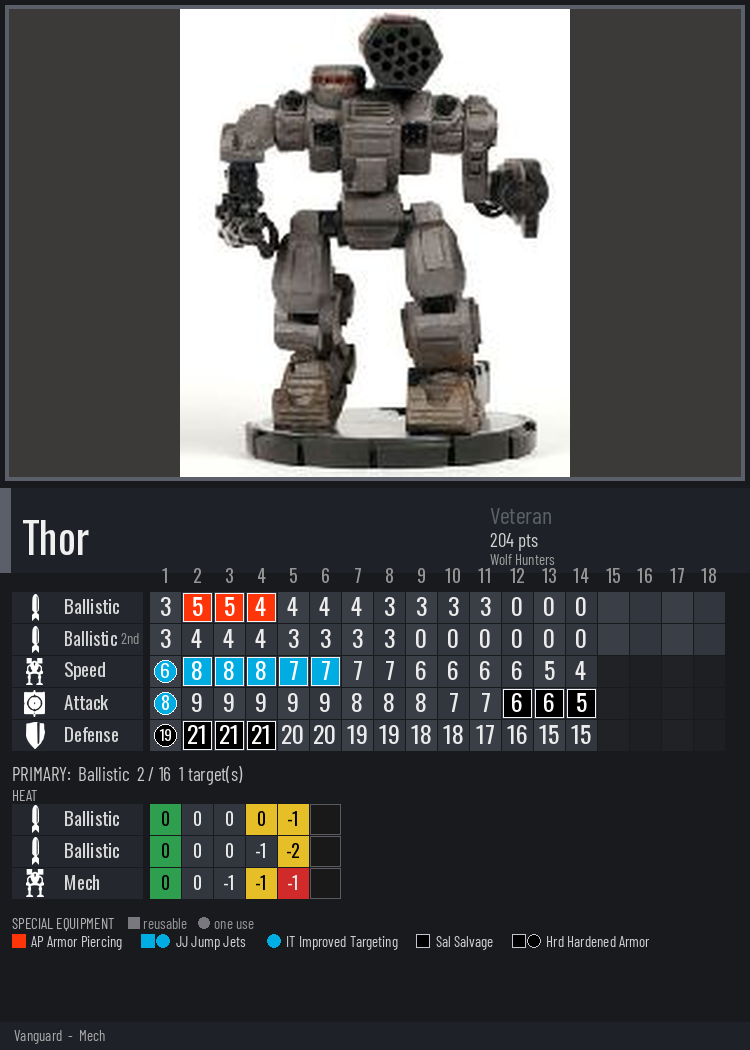 Thor
Veteran
204 pts
Wolf Hunters
1 2 3 4 5 6 7 8 9 10 11 12 13 14 15 16 17 18
Ballistic 3 5 5 4 4 4 4 3 3 3 3 0 0 0
Ballistic 2nd 3 4 4 4 3 3 3 3 0 0 0 0 0 0
Speed 6 8 8 8 7 7 7 7 6 6 6 6 5 4
Attack 8 9 9 9 9 9 8 8 8 7 7 6 6 5
Defense 19 21 21 21 20 20 19 19 18 18 17 16 15 15
PRIMARY: Ballistic 2 / 16 1 target(s)
HEAT
Ballistic 0 0 0 0 -1
Ballistic 0 0 0 -1 -2
Mech 0 0 -1 -1 -1
SPECIAL EQUIPMENT reusable one use
AP Armor Piercing JJ Jump Jets IT Improved Targeting Sal Salvage Hrd Hardened Armor
Vanguard - Mech